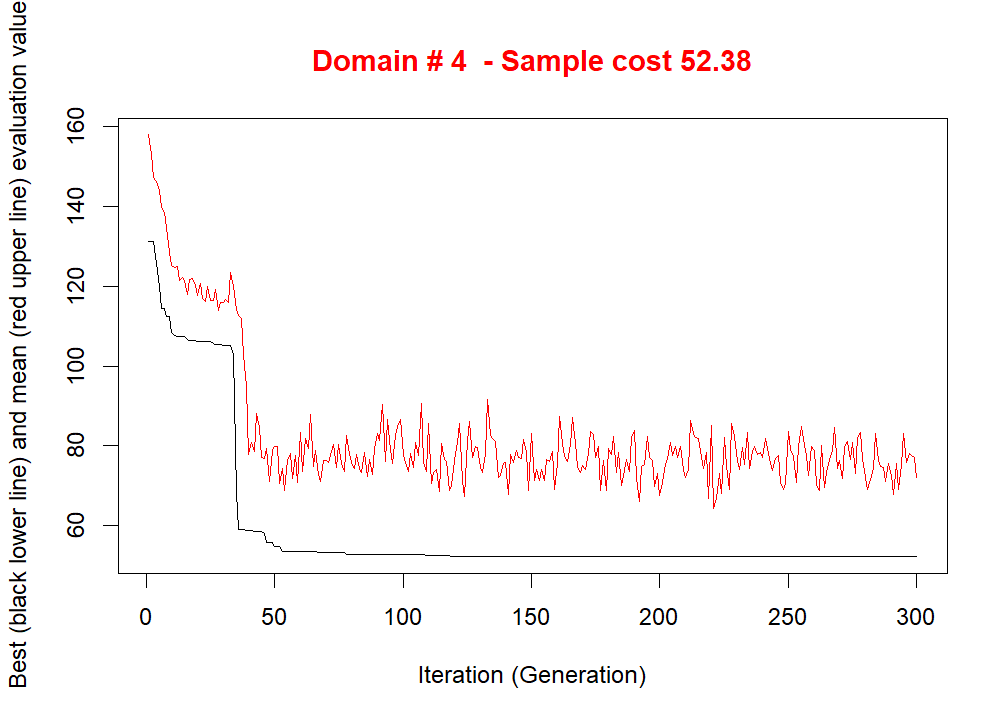 Domain # 4  - Sample cost 52.38
Best (black lower line) and mean (red upper line) evaluation value
160
140
120
100
80
60
0 50 100 150 200 250 300
Iteration (Generation)